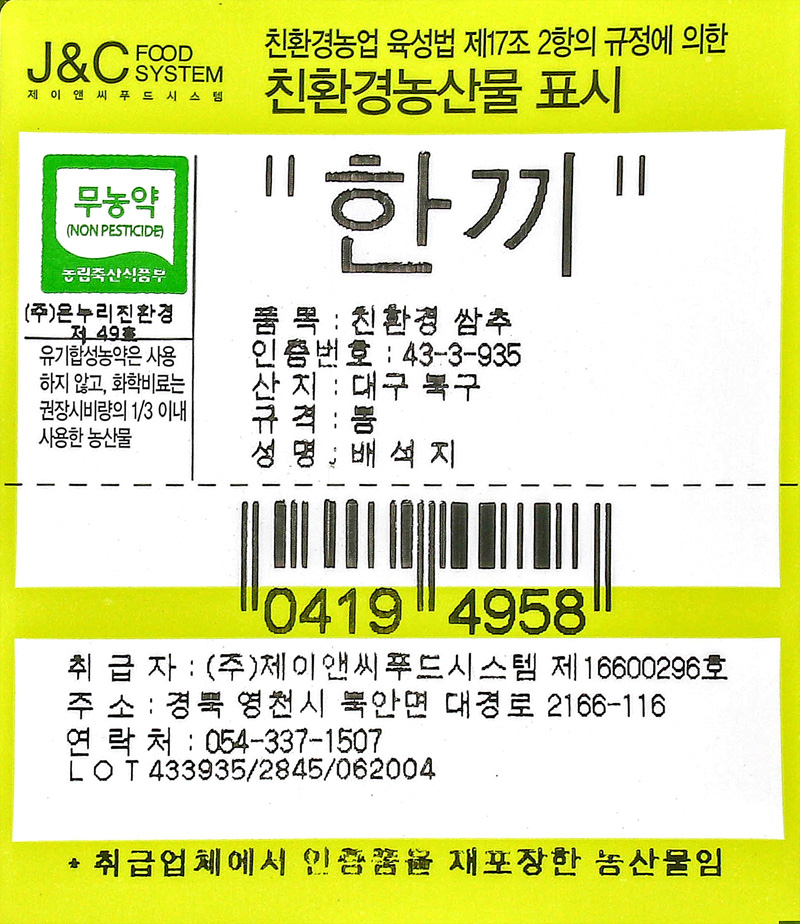 J&C FOOD SYSTEM
제이앤씨푸드시스템
친환경농업 육성법 제17조 2항의 규정에 의한
친환경농산물 표시
무농약
(NON PESTICIDE)
농림축산식품부
(주)온누리친환경
제 49호
유기합성농약은 사용
하지 않고, 화학비료는
권장시비량의 1/3 이내
사용한 농산물
"한끼"
품 목 : 친환경 쌈추
인증번호 : 43-3-935
산 지 : 대구 북구
규 격 : 봉
성 명 : 배 석 지
0419 4958
취 급 자 : (주)제이앤씨푸드시스템 제16600296호
주 소 : 경북 영천시 북안면 대경로 2166-116
연 락 처 : 054-337-1507
LOT 433935/2845/062004
* 취급업체에서 인증품을 재포장한 농산물임